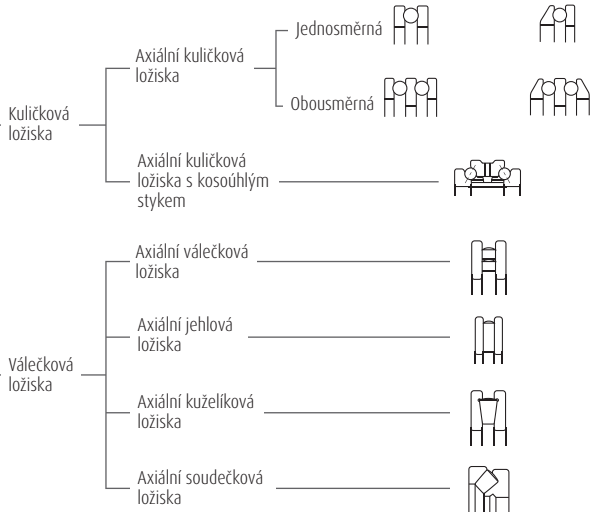 Kuličková
ložiska
Axiální kuličková
ložiska
Jednosměrná
Obousměrná
Axiální kuličková
ložiska s kosoúhlým
stykem
Válečková
ložiska
Axiální válečková
ložiska
Axiální jehlová
ložiska
Axiální kuželíková
ložiska
Axiální soudečková
ložiska